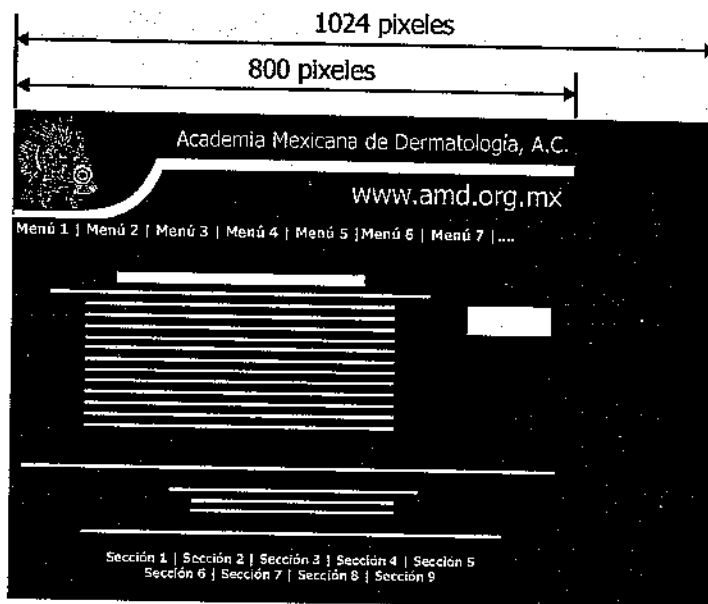 1024 pixeles
800 pixeles
Academia Mexicana de Dermatología, A.C.
www.amd.org.mx
Menú 1 | Menú 2 | Menú 3 | Menú 4 | Menú 5 | Menú 6 | Menú 7 |....
Sección 1 | Sección 2 | Sección 3 | Sección 4 | Sección 5
Sección 6 | Sección 7 | Sección 8 | Sección 9